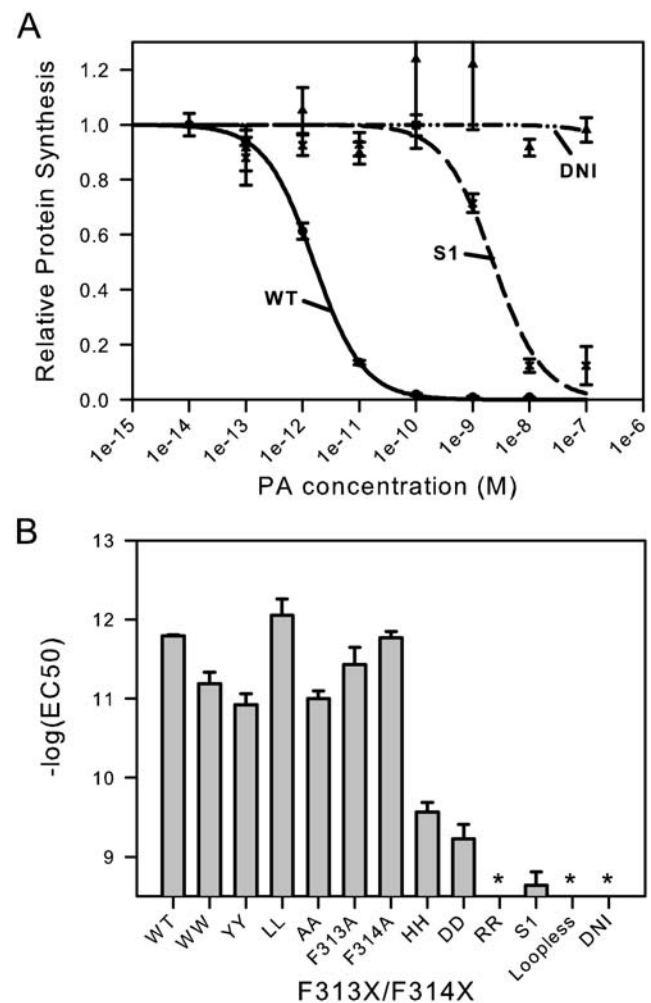 A
Relative Protein Synthesis
1.2
1.0
0.8
0.6
0.4
0.2
0.0
WT
S1
DNI
1e-15
1e-14
1e-13
1e-12
1e-11
1e-10
1e-9
1e-8
1e-7
1e-6
PA concentration (M)
B
-log(EC50)
13
12
11
10
9
* * *
WT
WW
YY
LL
AA
F313A
F314A
HH
DD
RR
S1
Loopless
DNI
F313X/F314X